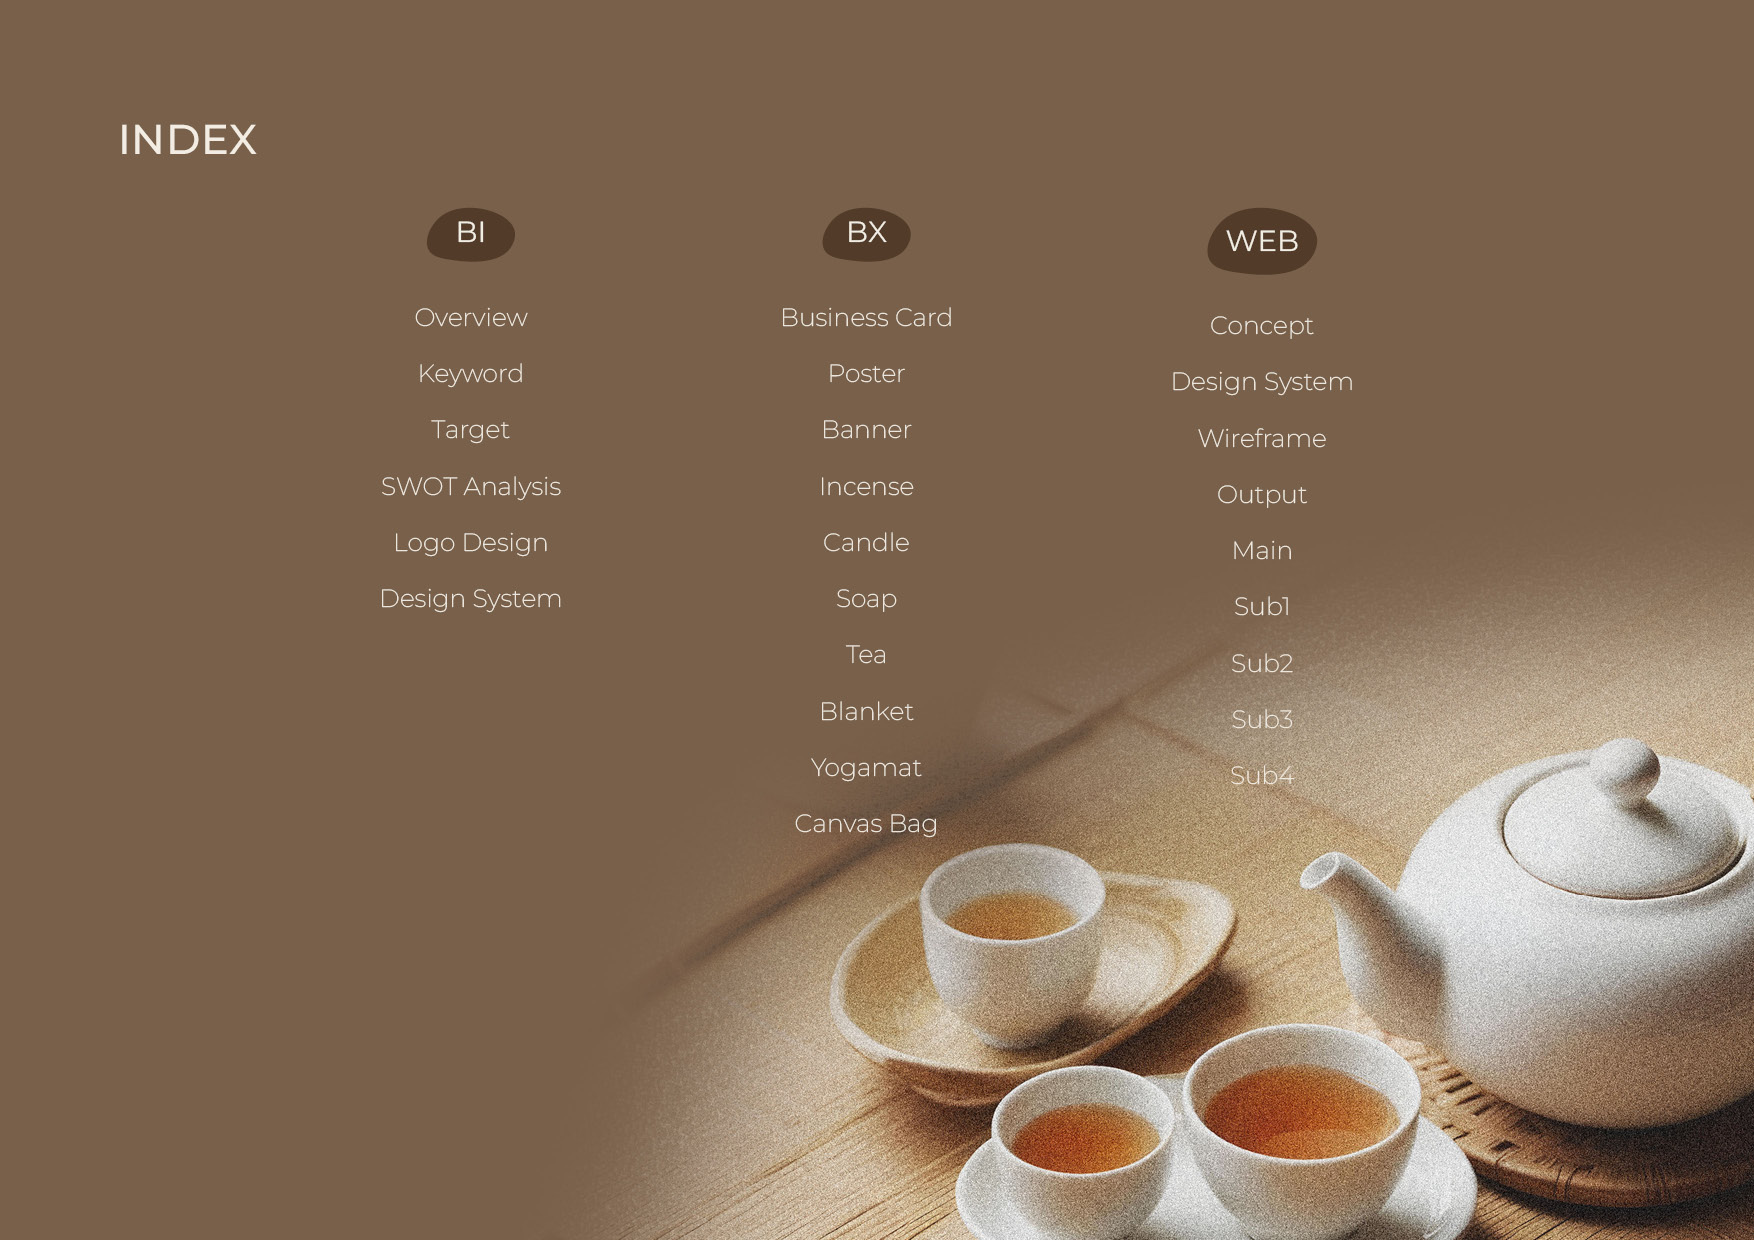 INDEX
BI
Overview
Keyword
Target
SWOT Analysis
Logo Design
Design System
BX
Business Card
Poster
Banner
Incense
Candle
Soap
Tea
Blanket
Yogamat
Canvas Bag
WEB
Concept
Design System
Wireframe
Output
Main
Sub1
Sub2
Sub3
Sub4